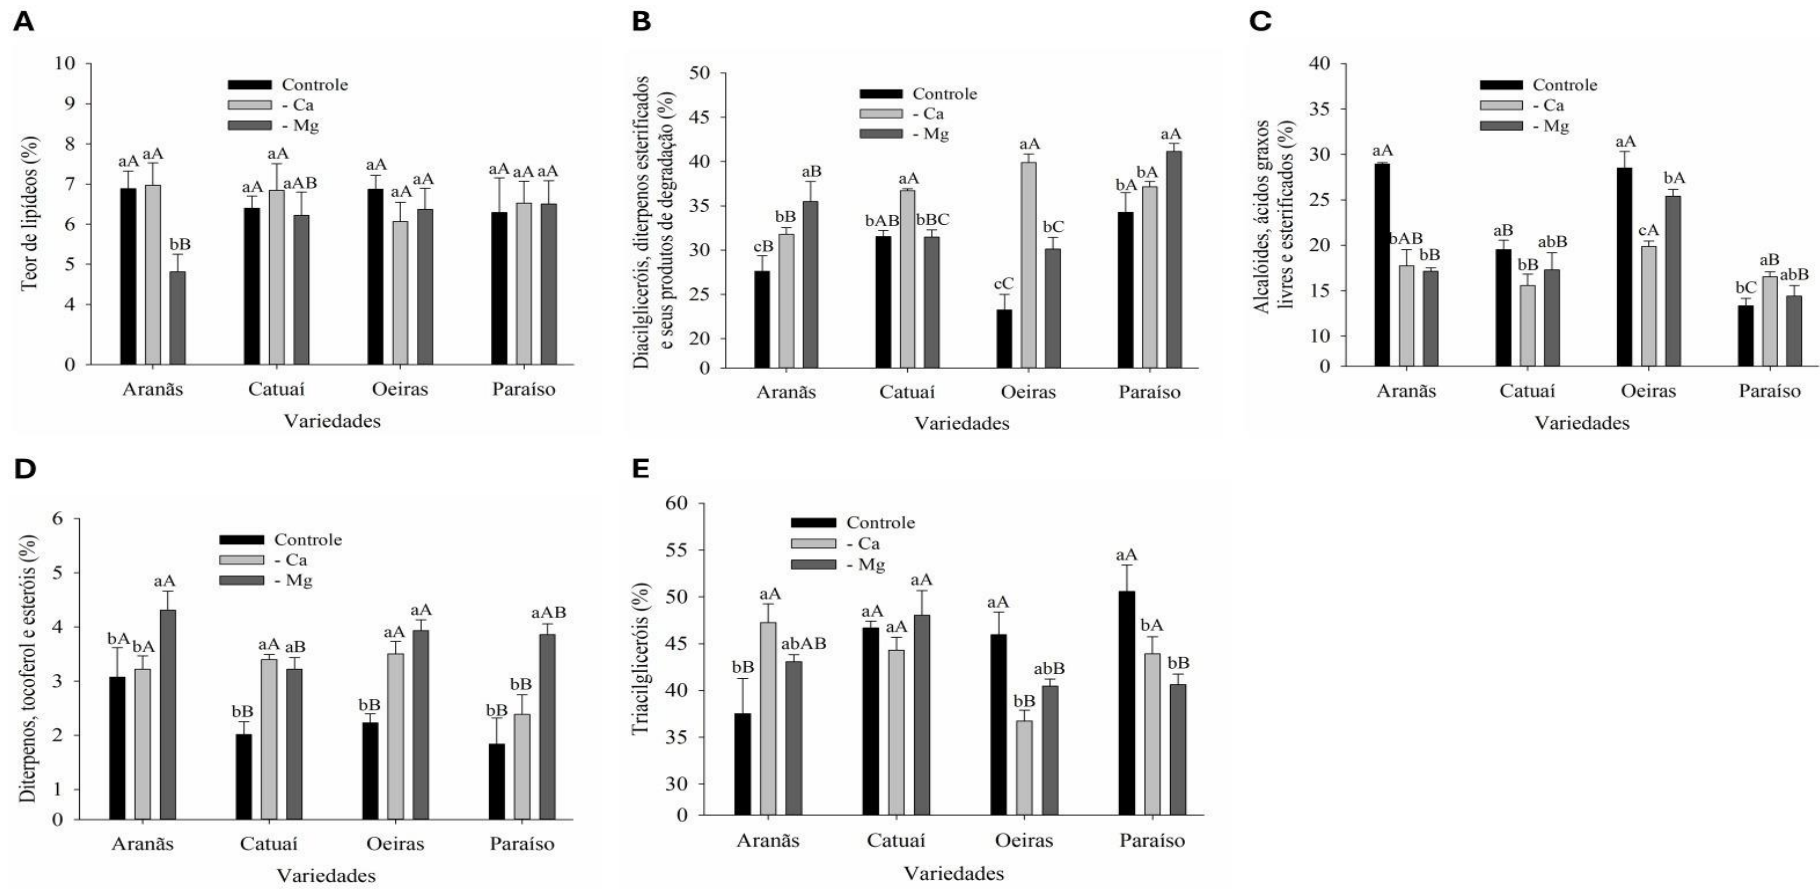 A
Teor de lipídeos (%)
10
9
8
7
6
5
4
0
Controle
- Ca
- Mg
aA aA bB
aA aA aAB
aA aA aA
aA aA aA
Aranãs Catuaí Oeiras Paraíso
Variedades
B
Diacilgliceróis, diterpenos esterificados
e seus produtos de degradação (%)
50
45
40
35
30
25
20
0
Controle
- Ca
- Mg
cB bB aB
bAB aA bBC
cC aA bC
bA bA aA
Aranãs Catuaí Oeiras Paraíso
Variedades
C
Alcalóides, ácidos graxos
livres e esterificados (%)
40
35
30
25
20
15
10
0
Controle
- Ca
- Mg
aA bAB bB
aB bB abB
aA cA bA
bC aB abB
Aranãs Catuaí Oeiras Paraíso
Variedades
D
Diterpenos, tocoferol e esteróis (%)
6
5
4
3
2
1
0
Controle
- Ca
- Mg
bA bA aA
bB aA aB
bB aA aA
bB bB aAB
Aranãs Catuaí Oeiras Paraíso
Variedades
E
Triacilgliceróis (%)
60
55
50
45
40
35
30
0
Controle
- Ca
- Mg
bB aA abAB
aA aA aA
aA bB abB
aA bA bB
Aranãs Catuaí Oeiras Paraíso
Variedades